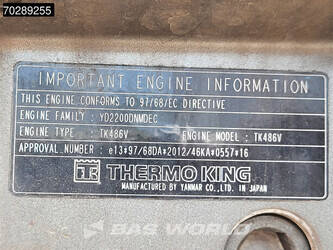 70289255
IMPORTANT ENGINE INFORMATION
THIS ENGINE CONFORMS TO 97/68/EC DIRECTIVE
ENGINE FAMILY : YD2200DNMDEC
ENGINE TYPE : TK486V ENGINE MODEL : TK486V
APPROVAL NUMBER : e13*97/68DA*2012/46KA*0557*16
THERMO KING
MANUFACTURED BY YANMAR CO.,LTD. IN JAPAN
© BAS World